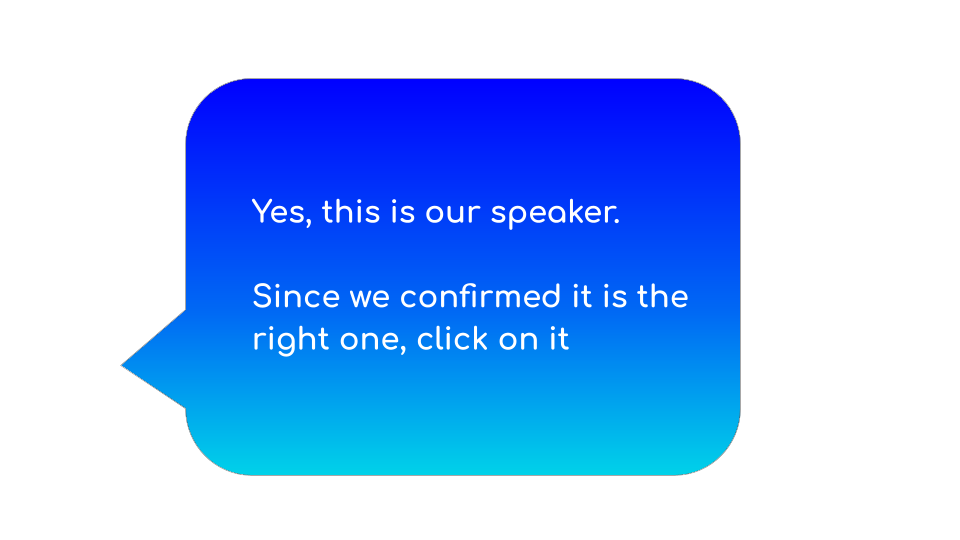 Yes, this is our speaker.
Since we confirmed it is the
right one, click on it